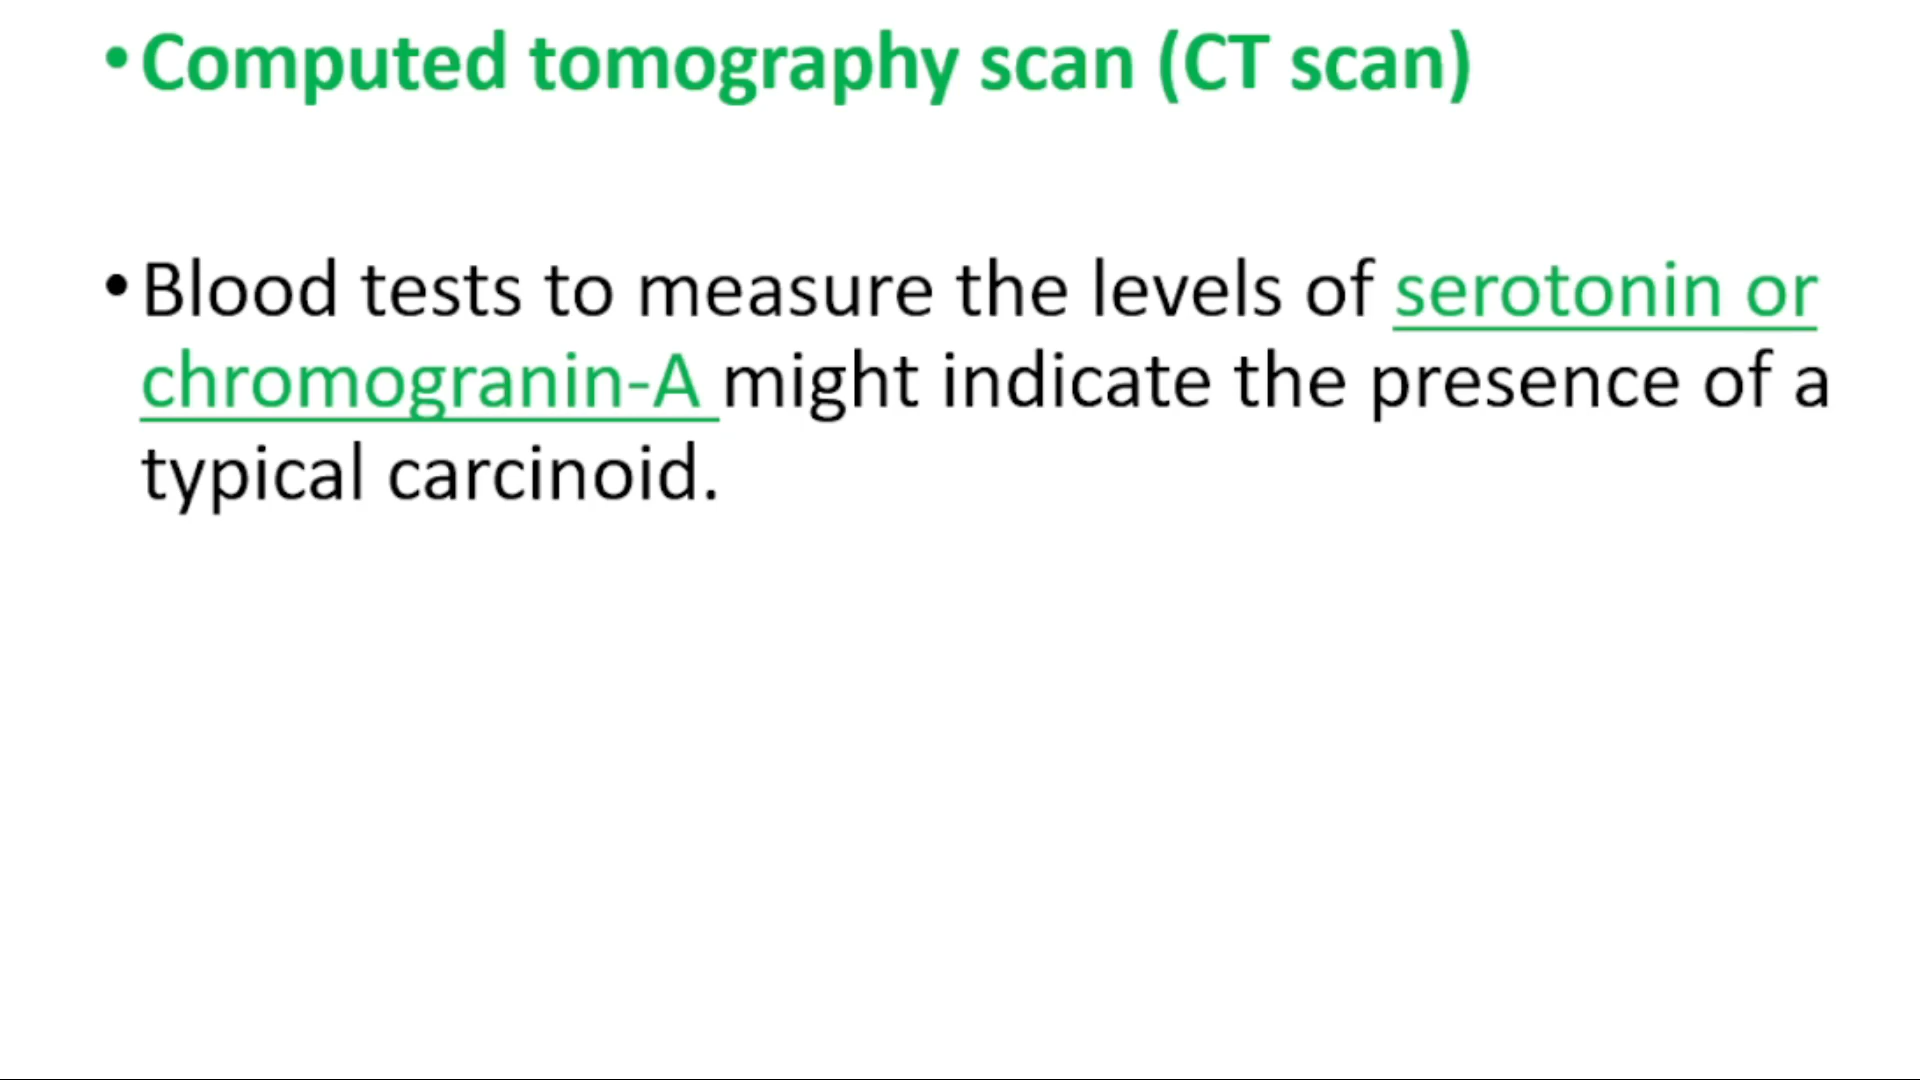 • Computed tomography scan (CT scan)
• Blood tests to measure the levels of serotonin or
chromogranin-A might indicate the presence of a
typical carcinoid.